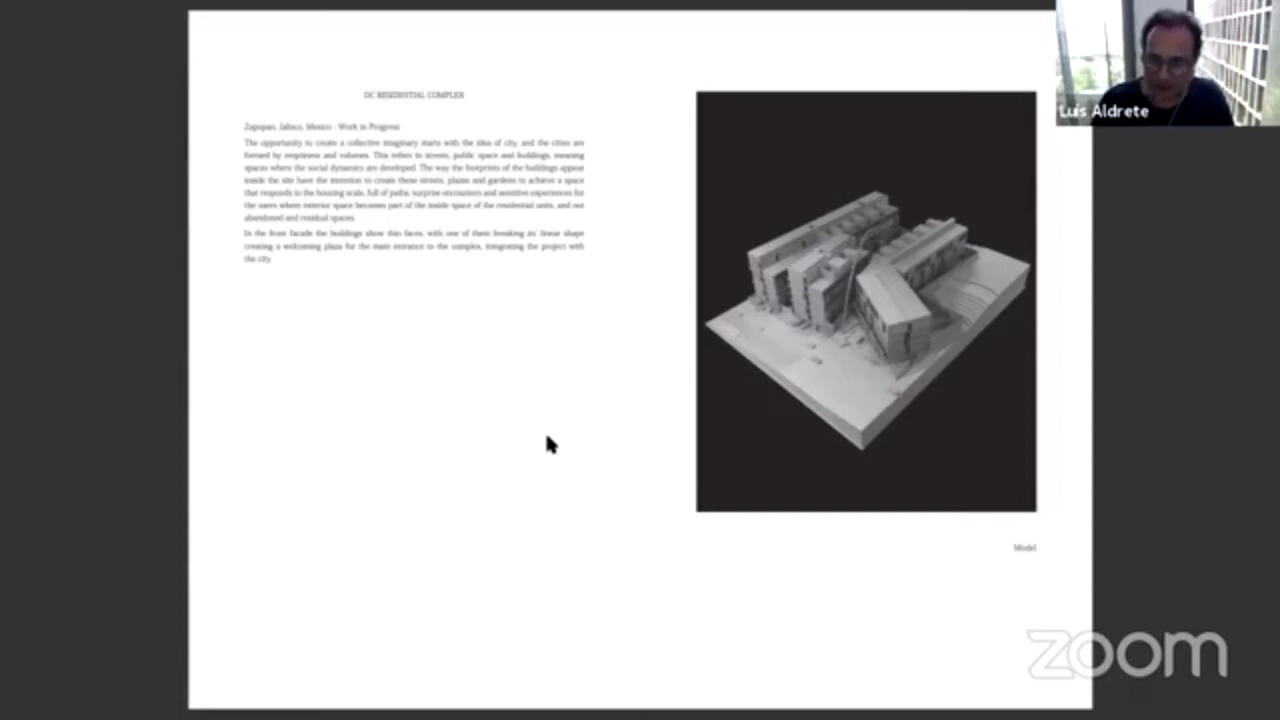 DC RESIDENTIAL COMPLEX
Zapopan, Jalisco, Mexico - Work in Progress
The opportunity to create a collective imaginary starts with the idea of city, and the cities are
formed by emptiness and volumes. This refers to streets, public space and buildings, meaning
spaces where the social dynamics are developed. The way the footprints of the buildings appear
inside the site have the intention to create these streets, plazas and gardens to achieve a space
that responds to the housing scale, full of paths, surprise encounters and sensitive experiences for
the users where exterior space becomes part of the inside space of the residential units, and not
abandoned and residual spaces.
In the front facade the buildings show thin faces, with one of them breaking its' linear shape
creating a welcoming plaza for the main entrance to the complex, integrating the project with
the city.
Model
Luis Aldrete
zoom